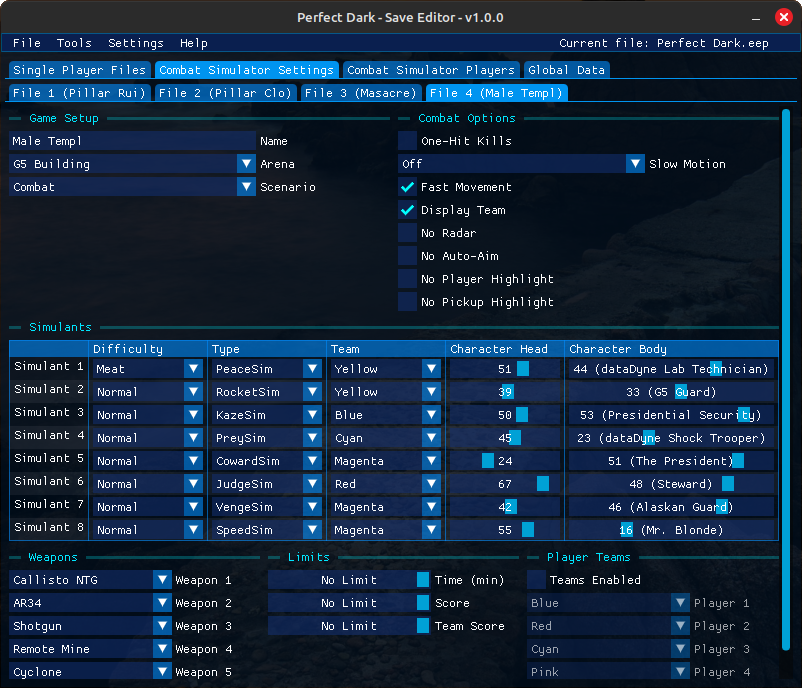 Perfect Dark - Save Editor - v1.0.0
File Tools Settings Help Current file: Perfect Dark.eep
Single Player Files Combat Simulator Settings Combat Simulator Players Global Data
File 1 (Pillar Rui) File 2 (Pillar Clo) File 3 (Masacre) File 4 (Male Templ)
Game Setup
Male Templ Name
G5 Building Arena
Combat Scenario
Combat Options
One-Hit Kills
Off Slow Motion
Fast Movement
Display Team
No Radar
No Auto-Aim
No Player Highlight
No Pickup Highlight
Simulants
Difficulty Type Team Character Head Character Body
Simulant 1 Meat PeaceSim Yellow 51 44 (dataDyne Lab Technician)
Simulant 2 Normal RocketSim Yellow 39 33 (G5 Guard)
Simulant 3 Normal KazeSim Blue 50 53 (Presidential Security)
Simulant 4 Normal PreySim Cyan 45 23 (dataDyne Shock Trooper)
Simulant 5 Normal CowardSim Magenta 24 51 (The President)
Simulant 6 Normal JudgeSim Red 67 48 (Steward)
Simulant 7 Normal VengeSim Magenta 42 46 (Alaskan Guard)
Simulant 8 Normal SpeedSim Magenta 55 16 (Mr. Blonde)
Weapons
Callisto NTG Weapon 1
AR34 Weapon 2
Shotgun Weapon 3
Remote Mine Weapon 4
Cyclone Weapon 5
Limits
No Limit Time (min)
No Limit Score
No Limit Team Score
Player Teams
Teams Enabled
Blue Player 1
Red Player 2
Cyan Player 3
Pink Player 4